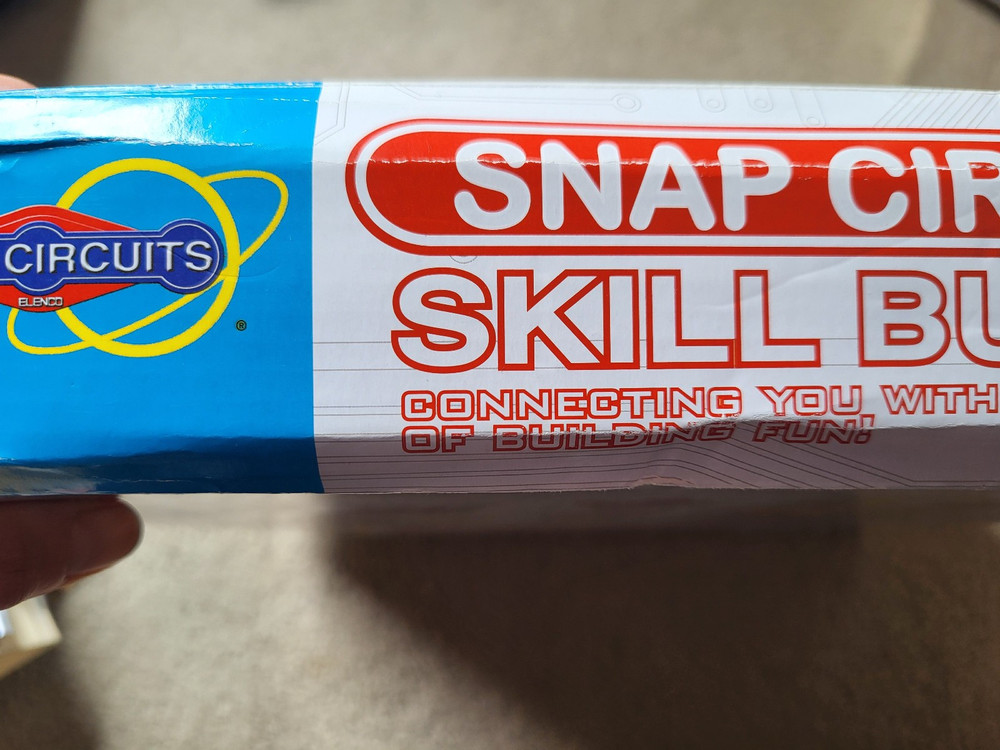 CIRCUITS
ELENCO
®
SNAP CIR
SKILL BU
CONNECTING YOU WITH
OF BUILDING FUN!